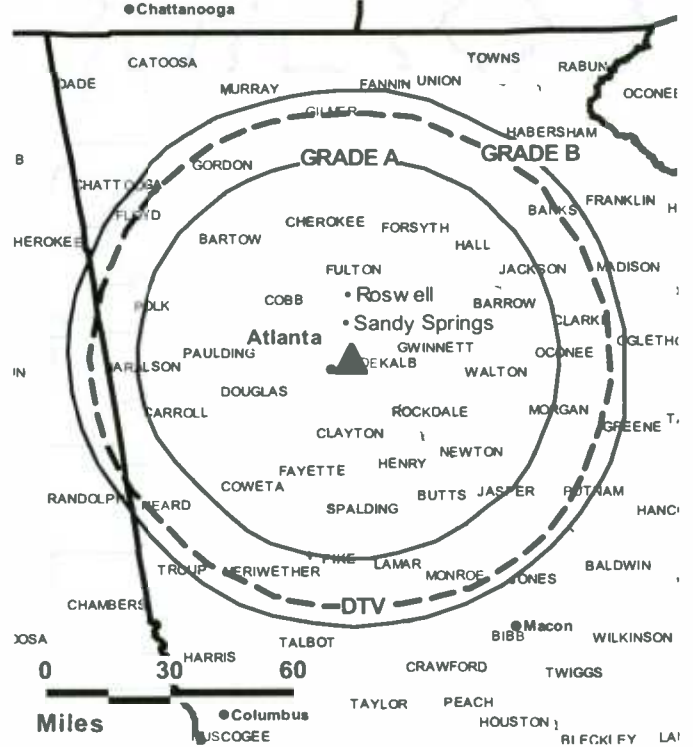 Chattanooga
CATOOSA
TOWNS
RABUN
DADE
MURRAY
FANNIN
UNION
OCONEE
GILMER
HABERSHAM
B
GORDON
GRADE A
GRADE B
CHATTOOGA
FRANKLIN
H
FLOYD
BANKS
HEROKEE
BARTOW
CHEROKEE
FORSYTH
HALL
FULTON
JACKSON
MADISON
POLK
COBB
Roswell
BARROW
Sandy Springs
CLARKE
Atlanta
OGLETHO
IN
HARALSON
PAULDING
DEKALB
GWINNETT
OCONEE
WALTON
DOUGLAS
CARROLL
ROCKDALE
MORGAN
GREENE
TA
CLAYTON
NEWTON
FAYETTE
HENRY
COWETA
RANDOLPH
HEARD
SPALDING
BUTTS
JASPER
PUTNAM
HANC
PIKE
LAMAR
TROUP
MERIWETHER
MONROE
JONES
BALDWIN
CHAMBERS
DTV
OOSA
TALBOT
Macon
BIBB
WILKINSON
HARRIS
0 30 60
CRAWFORD
TWIGGS
Miles
Columbus
TAYLOR
PEACH
HOUSTON
MUSCOGEE
BLECKLEY
LA